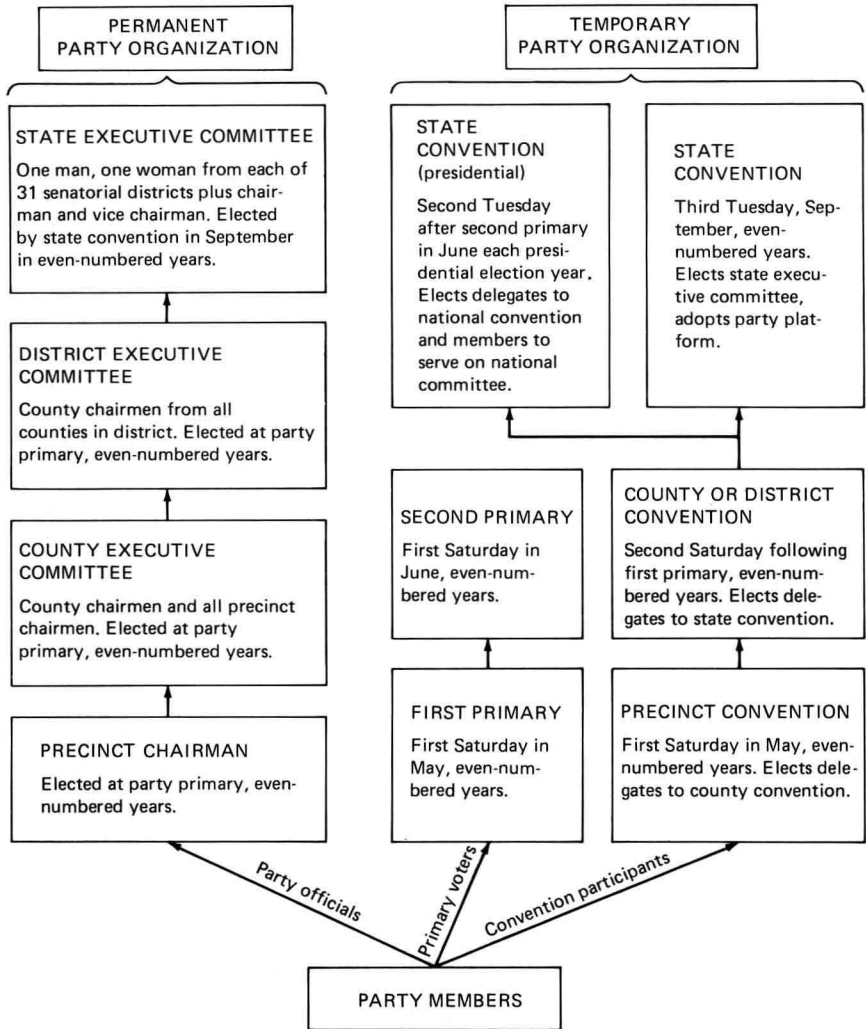 PERMANENT
PARTY ORGANIZATION
STATE EXECUTIVE COMMITTEE
One man, one woman from each of
31 senatorial districts plus chair-
man and vice chairman. Elected
by state convention in September
in even-numbered years.
DISTRICT EXECUTIVE
COMMITTEE
County chairmen from all
counties in district. Elected at party
primary, even-numbered years.
COUNTY EXECUTIVE
COMMITTEE
County chairmen and all precinct
chairmen. Elected at party
primary, even-numbered years.
PRECINCT CHAIRMAN
Elected at party primary, even-
numbered years.
TEMPORARY
PARTY ORGANIZATION
STATE
CONVENTION
(presidential)
Second Tuesday
after second primary
in June each presi-
dential election year.
Elects delegates to
national convention
and members to
serve on national
committee.
STATE
CONVENTION
Third Tuesday, Sep-
tember, even-
numbered years.
Elects state execu-
tive committee,
adopts party plat-
form.
SECOND PRIMARY
First Saturday in
June, even-num-
bered years.
COUNTY OR DISTRICT
CONVENTION
Second Saturday following
first primary, even-num-
bered years. Elects dele-
gates to state convention.
FIRST PRIMARY
First Saturday in
May, even-num-
bered years.
PRECINCT CONVENTION
First Saturday in May, even-
numbered years. Elects dele-
gates to county convention.
Party officials
Primary voters
Convention participants
PARTY MEMBERS